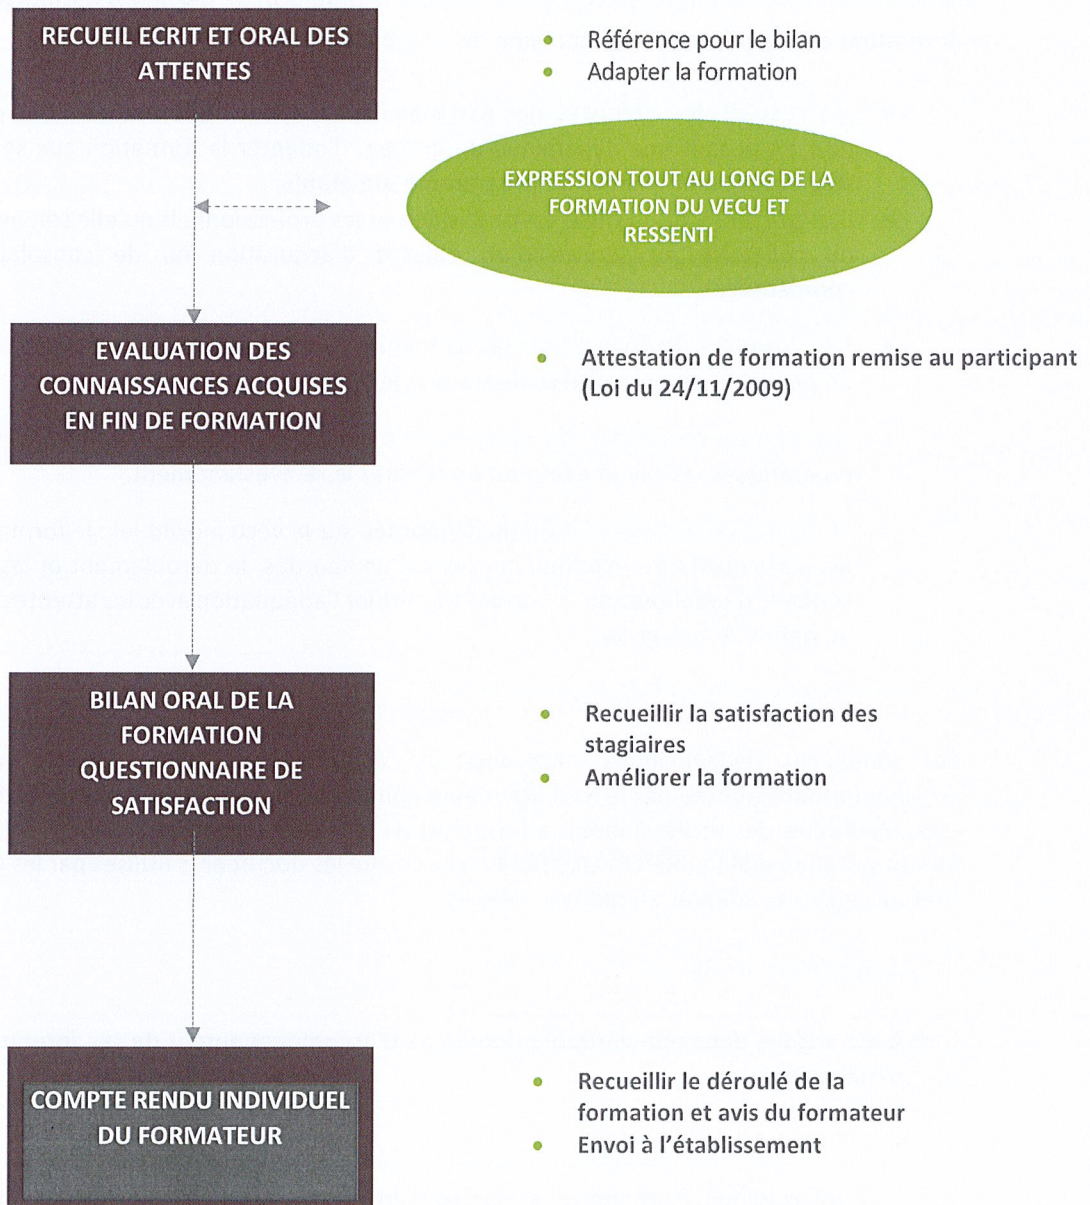 RECUEIL ECRIT ET ORAL DES
ATTENTES
• Référence pour le bilan
• Adapter la formation
EXPRESSION TOUT AU LONG DE LA
FORMATION DU VECU ET
RESSENTI
EVALUATION DES
CONNAISSANCES ACQUISES
EN FIN DE FORMATION
• Attestation de formation remise au participant
(Loi du 24/11/2009)
BILAN ORAL DE LA
FORMATION
QUESTIONNAIRE DE
SATISFACTION
• Recueillir la satisfaction des
stagiaires
• Améliorer la formation
COMPTE RENDU INDIVIDUEL
DU FORMATEUR
• Recueillir le déroulé de la
formation et avis du formateur
• Envoi à l'établissement